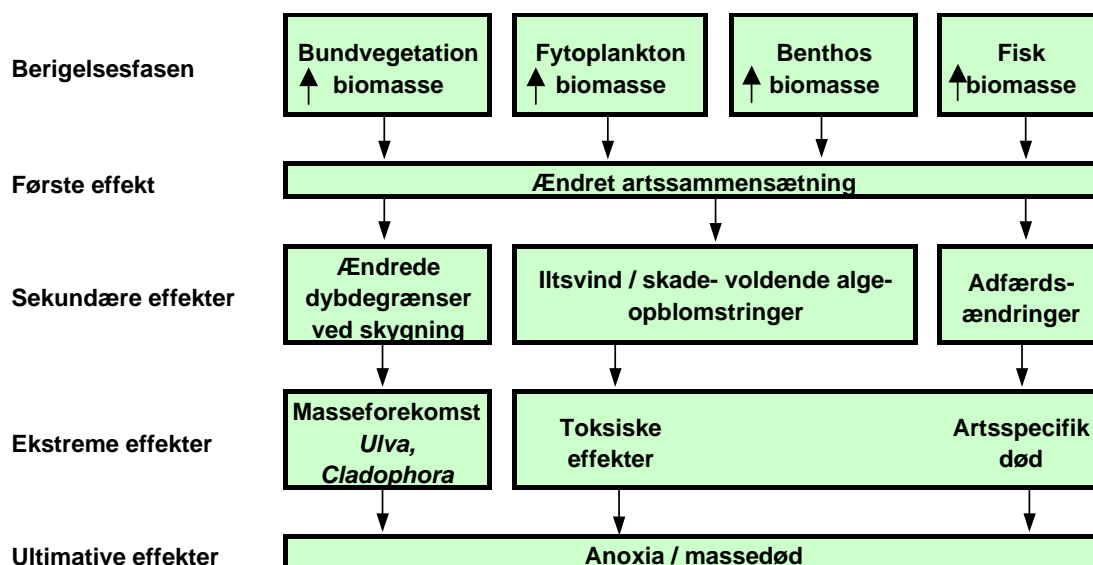 Berigelsesfasen
Bundvegetation
biomasse
Fytoplankton
biomasse
Benthos
biomasse
Fisk
biomasse
Første effekt
Ændret artssammensætning
Sekundære effekter
Ændrede
dybdegrænser
ved skygning
Iltsvind / skade- voldende alge-
opblomstringer
Adfærds-
ændringer
Ekstreme effekter
Masseforekomst
Ulva,
Cladophora
Toksiske
effekter
Artsspecifik
død
Ultimative effekter
Anoxia / massedød